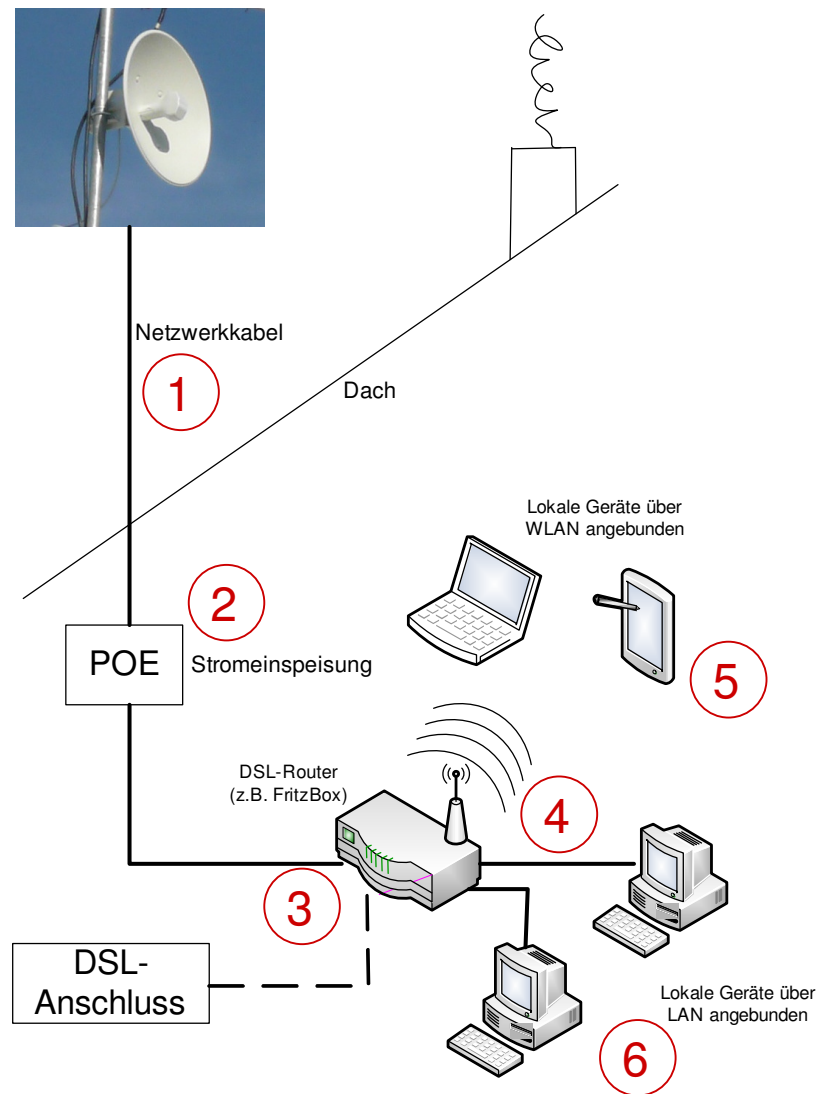 Netzwerkkabel
1
Dach
Lokale Geräte über
WLAN angebunden
2
POE
Stromeinspeisung
5
DSL-Router
(z.B. FritzBox)
4
3
DSL-
Anschluss
Lokale Geräte über
LAN angebunden
6